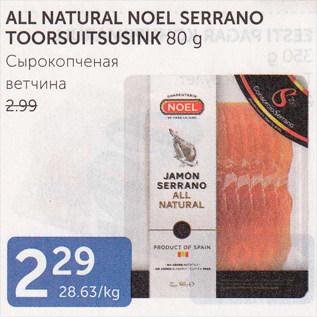 ALL NATURAL NOEL SERRANO
TOORSUITSUSINK 80 g
Сырокопченая
ветчина
2.99
CHARCUTERIA
NOEL
JAMÓN
SERRANO
ALL
NATURAL
PRODUCT OF SPAIN
2 29
28.63/kg